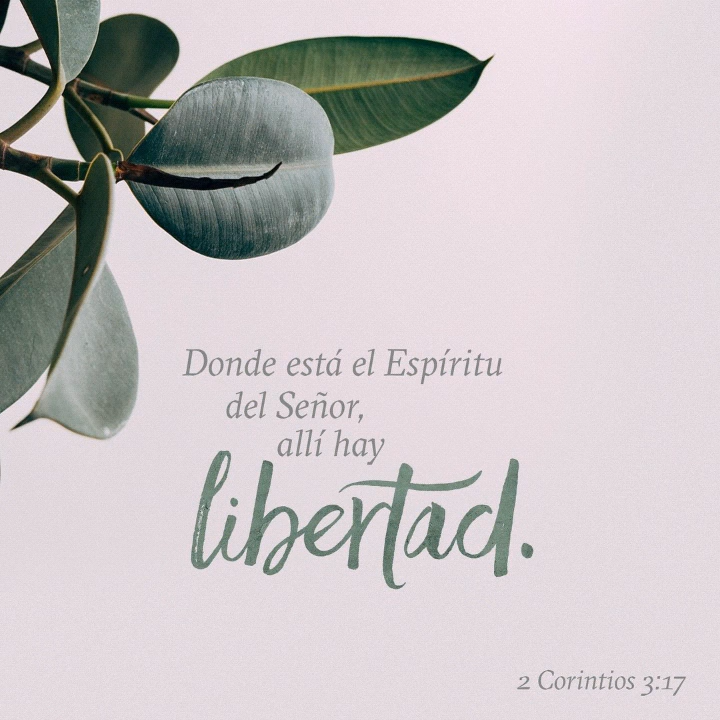 Donde está el Espíritu
del Señor,
allí hay
libertad.
2 Corintios 3:17